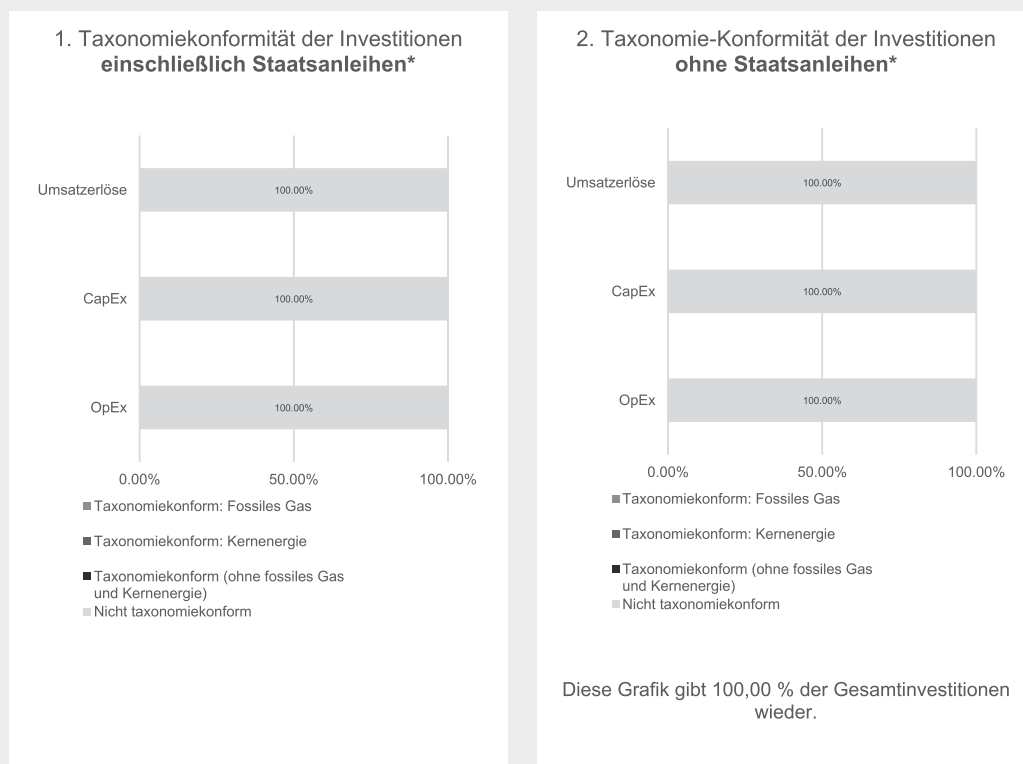 1. Taxonomiekonformität der Investitionen
einschließlich Staatsanleihen*
Umsatzerlöse
100.00%
CapEx
100.00%
OpEx
100.00%
0.00%
50.00%
100.00%
Taxonomiekonform: Fossiles Gas
Taxonomiekonform: Kernenergie
Taxonomiekonform (ohne fossiles Gas
und Kernenergie)
Nicht taxonomiekonform
2. Taxonomie-Konformität der Investitionen
ohne Staatsanleihen*
Umsatzerlöse
100.00%
CapEx
100.00%
OpEx
100.00%
0.00%
50.00%
100.00%
Taxonomiekonform: Fossiles Gas
Taxonomiekonform: Kernenergie
Taxonomiekonform (ohne fossiles Gas
und Kernenergie)
Nicht taxonomiekonform
Diese Grafik gibt 100,00 % der Gesamtinvestitionen
wieder.